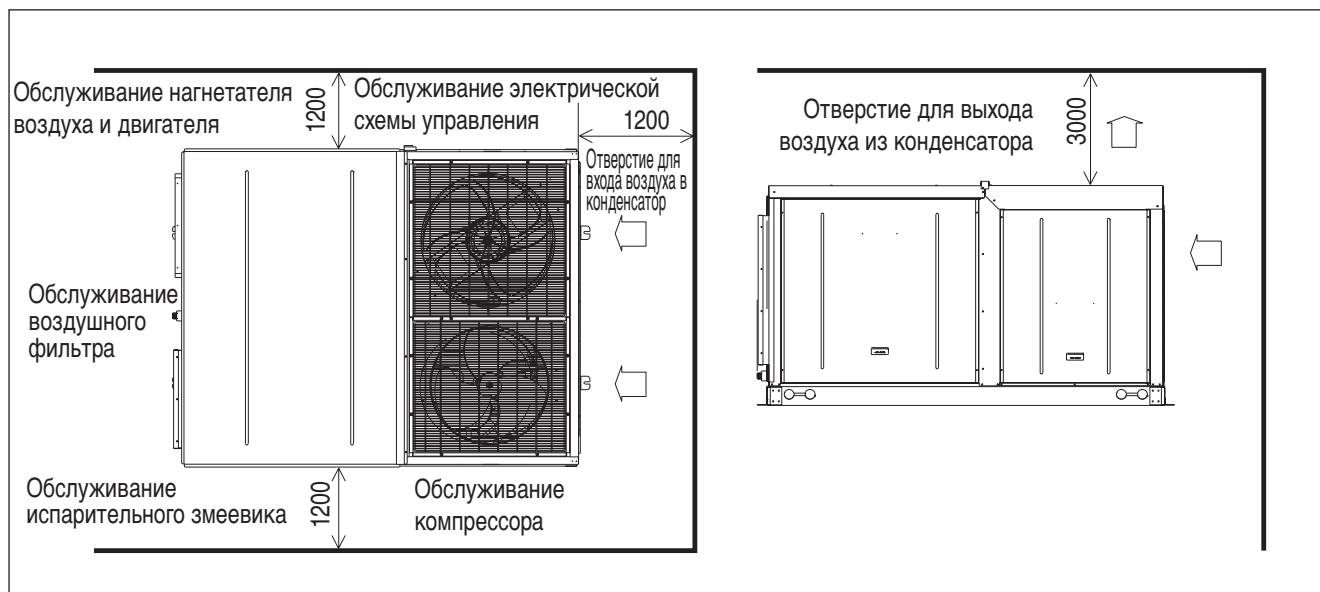 Обслуживание нагнетателя
воздуха и двигателя
1200
Обслуживание электрической
схемы управления
1200
Отверстие для
входа воздуха в
конденсатор
Обслуживание
воздушного
фильтра
Обслуживание
испарительного змеевика
1200
Обслуживание
компрессора
Отверстие для выхода
воздуха из конденсатора
3000